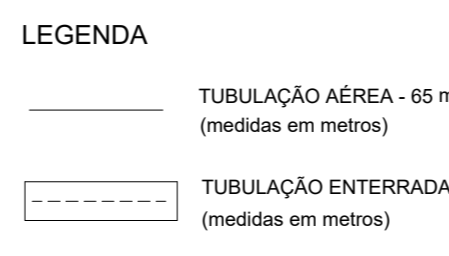 LEGENDA
TUBULAÇÃO AÉREA - 65 m
(medidas em metros)
TUBULAÇÃO ENTERRADA
(medidas em metros)